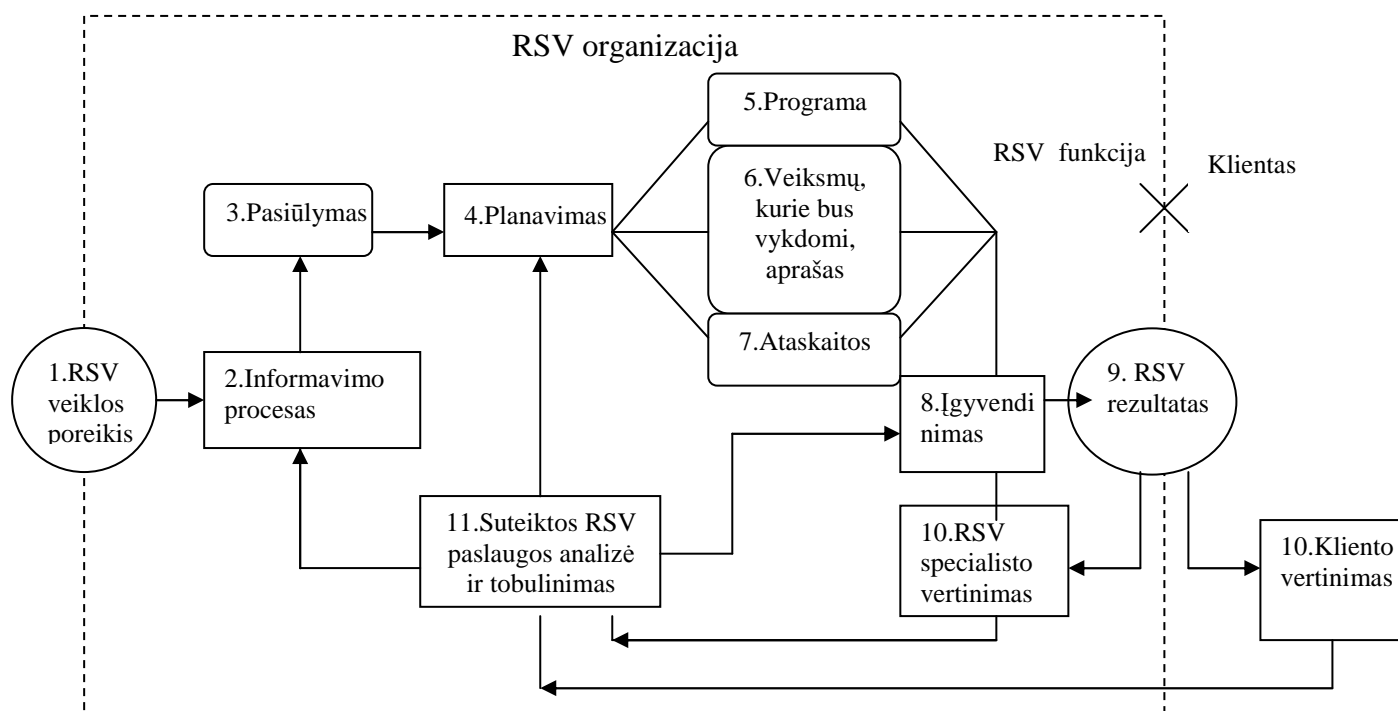 RSV organizacija
5.Programa
RSV funkcija
Klientas
6.Veiksmų,
kurie bus
vykdomi,
aprašas
3.Pasiūlymas
4.Planavimas
7.Ataskaitos
1.RSV
veiklos
poreikis
2.Informavimo
procesas
8.Įgyvendi
nimas
9. RSV
rezultatas
11.Suteiktos RSV
paslaugos analizė
ir tobulinimas
10.RSV
specialisto
vertinimas
10.Kliento
vertinimas